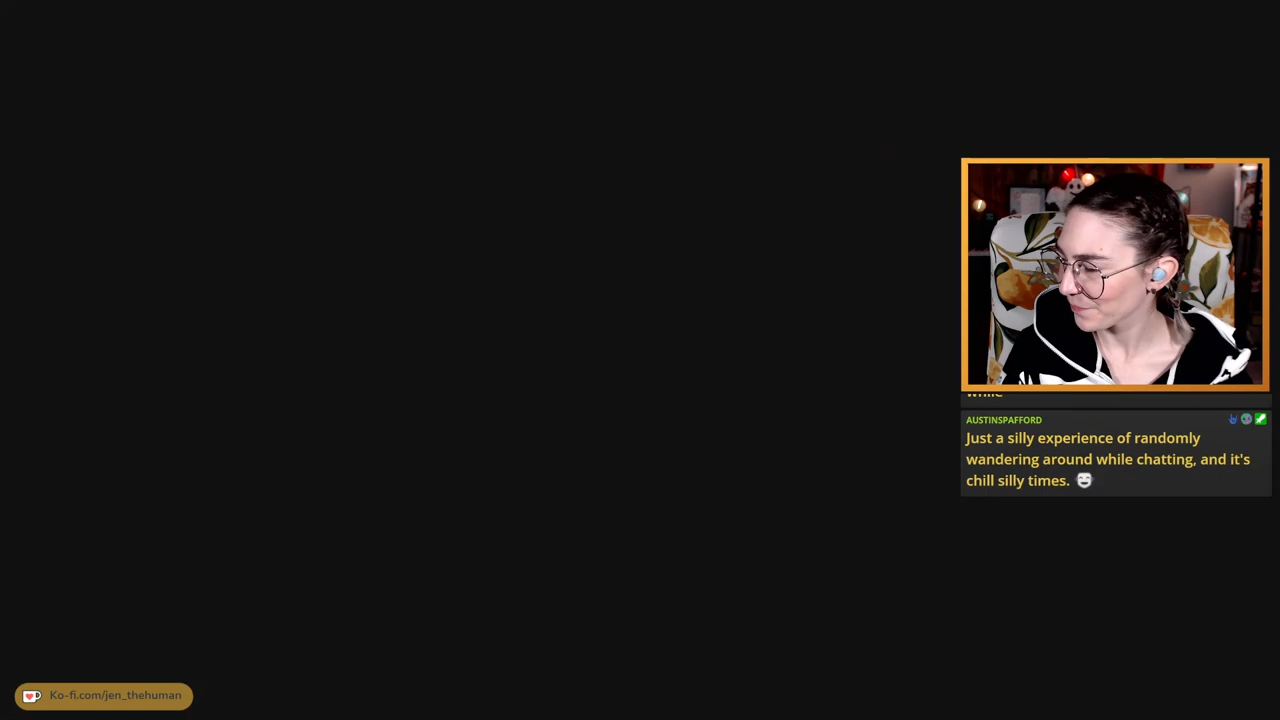 while
AUSTINSPAFFORD
Just a silly experience of randomly
wandering around while chatting, and it's
chill silly times.
Ko-fi.com/jen_thehuman